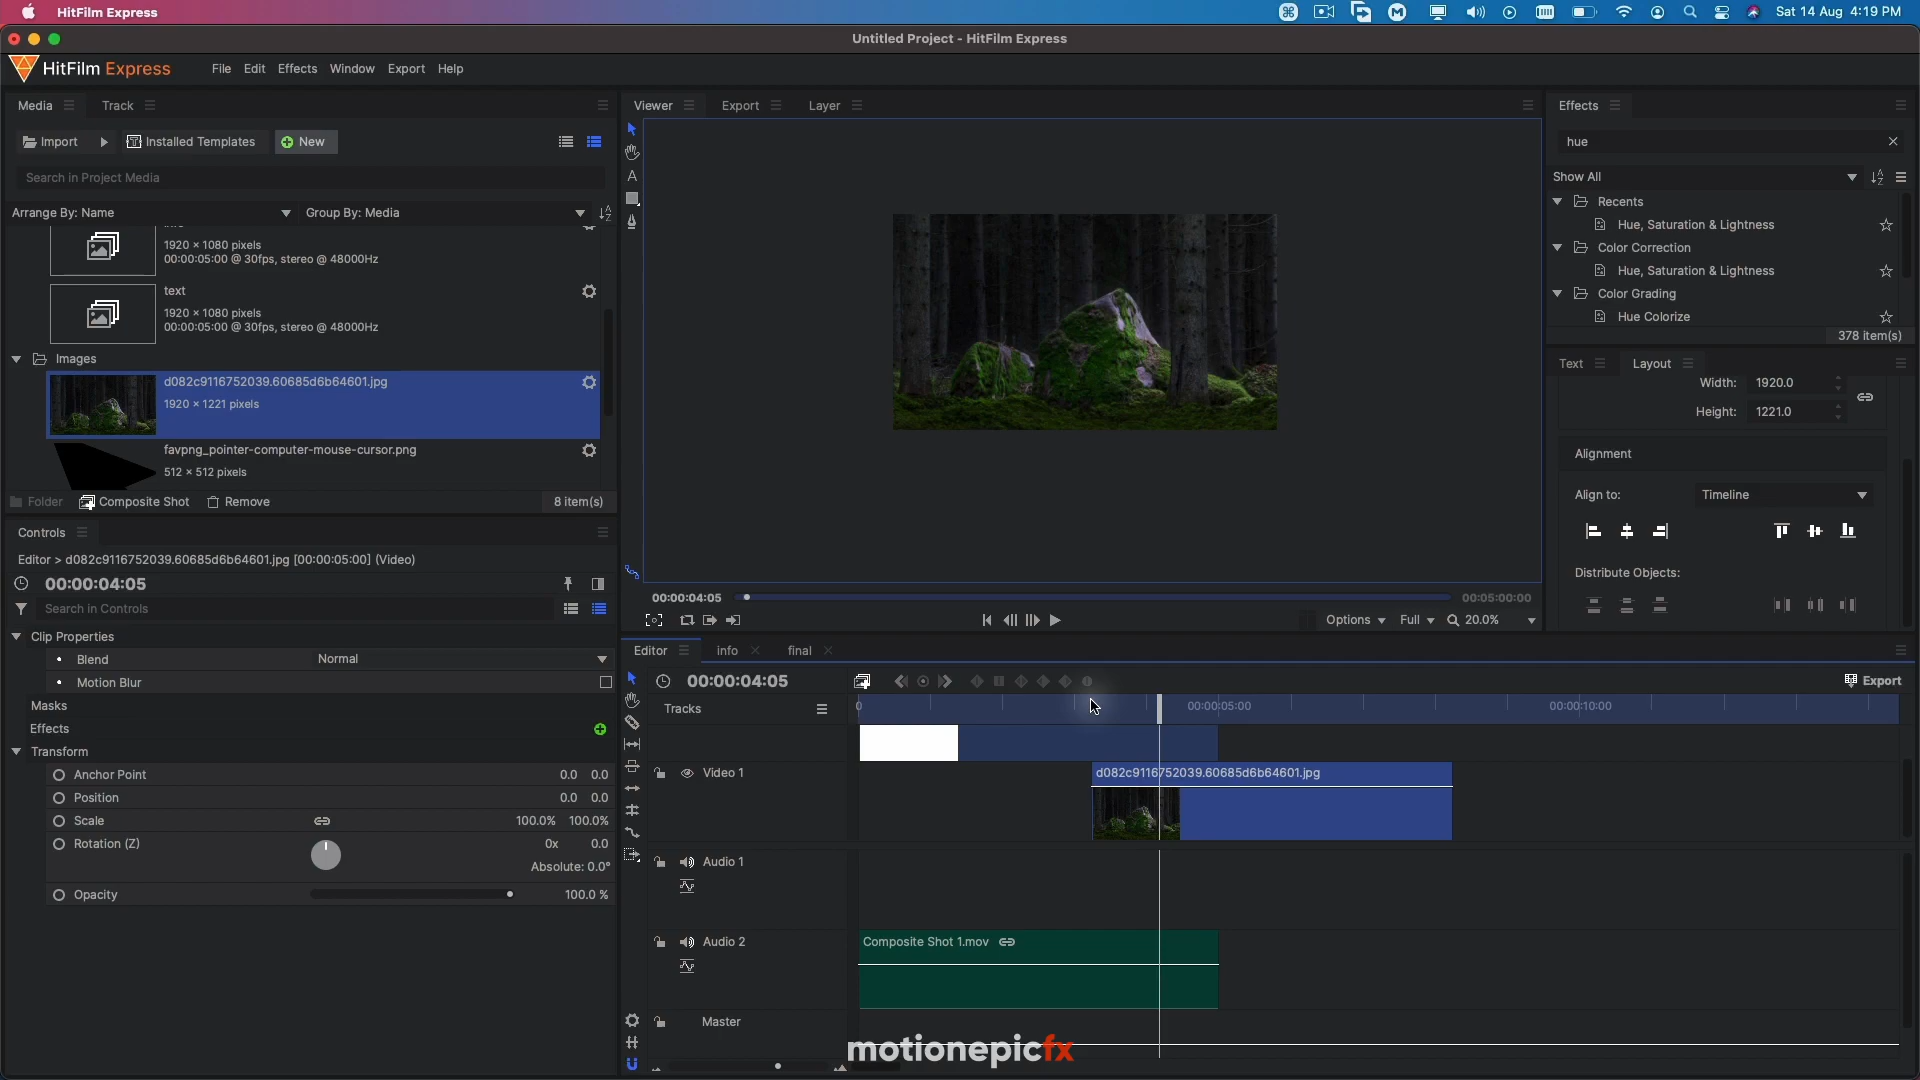 HitFilm Express
Sat 14 Aug 4:19 PM
Untitled Project - HitFilm Express
HitFilm Express File Edit Effects Window Export Help
Media Track
Import Installed Templates New
Search in Project Media
Arrange By: Name Group By: Media
1920 × 1080 pixels
00:00:05:00 @ 30fps, stereo @ 48000Hz
text
1920 × 1080 pixels
00:00:05:00 @ 30fps, stereo @ 48000Hz
Images
d082c9116752039.60685d6b64601.jpg
1920 × 1221 pixels
favpng_pointer-computer-mouse-cursor.png
512 × 512 pixels
Folder Composite Shot Remove 8 item(s)
Controls
Editor > d082c9116752039.60685d6b64601.jpg [00:00:05:00] (Video)
00:00:04:05
Search in Controls
Clip Properties
Blend Normal
Motion Blur
Masks
Effects
Transform
Anchor Point 0.0 0.0
Position 0.0 0.0
Scale 100.0% 100.0%
Rotation (Z) 0x 0.0
Absolute: 0.0°
Opacity 100.0 %
Viewer Export Layer
A
00:00:04:05 00:05:00:00
Options Full 20.0%
Effects
hue
Show All
Recents
Hue, Saturation & Lightness
Color Correction
Hue, Saturation & Lightness
Color Grading
Hue Colorize
378 item(s)
Text Layout
Width: 1920.0
Height: 1221.0
Alignment
Align to: Timeline
Distribute Objects:
Editor info final
00:00:04:05 Export
Tracks 0 00:00:05:00 00:00:10:00
Video 1 d082c9116752039.60685d6b64601.jpg
Audio 1
Audio 2 Composite Shot 1.mov
Master
motionepicfx